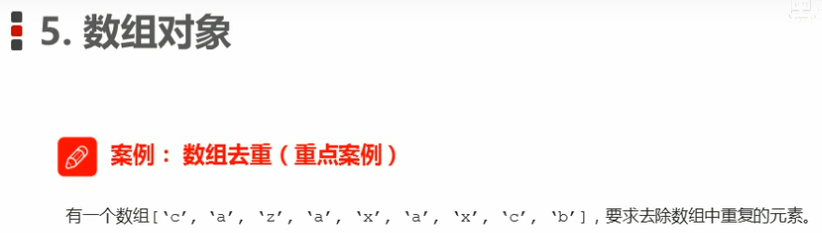 5. 数组对象
案例： 数组去重（重点案例）
有一个数组[‘c’, ‘a’, ‘z’, ‘a’, ‘x’, ‘a’, ‘x’, ‘c’, ‘b’]，要求去除数组中重复的元素。